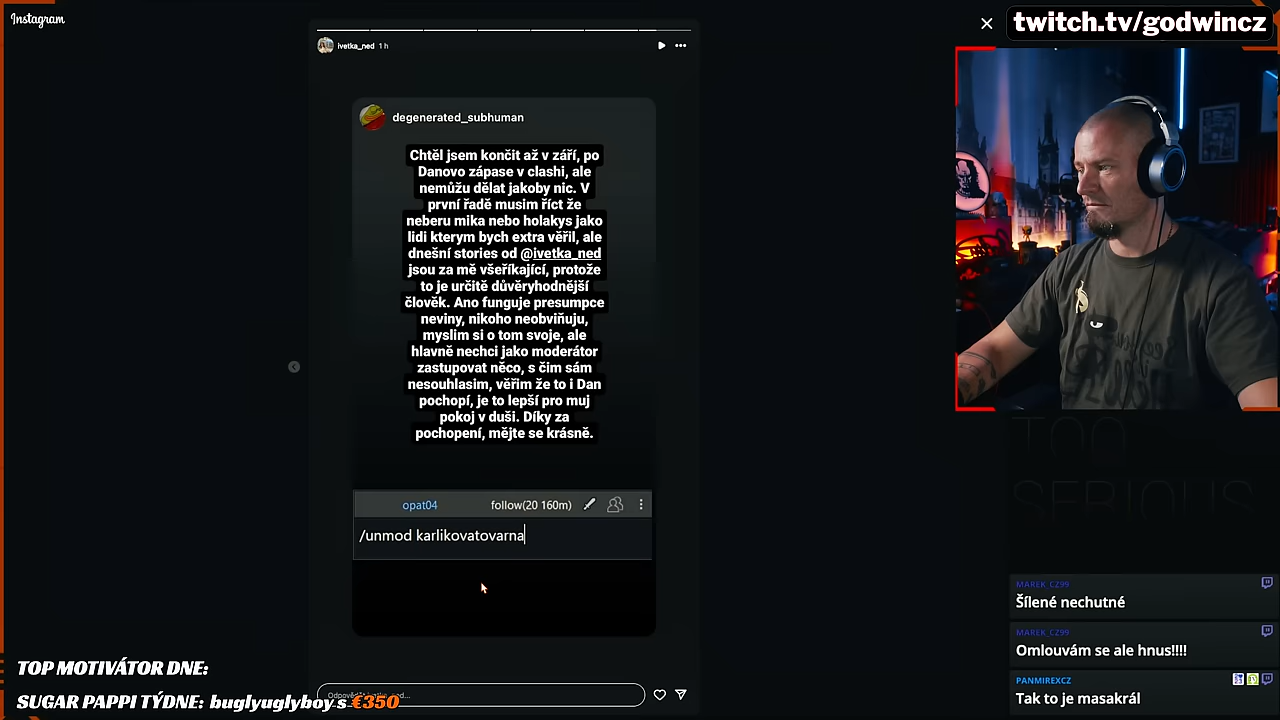 Instagram
twitch.tv/godwincz
ivetka_ned 1 h
degenerated_subhuman
Chtěl jsem končit až v září, po
Danovo zápase v clashi, ale
nemůžu dělat jakoby nic. V
první řadě musim říct že
neberu mika nebo holakys jako
lidi kterym bych extra věřil, ale
dnešní stories od @ivetka_ned
jsou za mě všeříkající, protože
to je určitě důvěryhodnější
člověk. Ano funguje presumpce
neviny, nikoho neobviňuju,
myslim si o tom svoje, ale
hlavně nechci jako moderátor
zastupovat něco, s čim sám
nesouhlasim, věřim že to i Dan
pochopí, je to lepší pro muj
pokoj v duši. Díky za
pochopení, mějte se krásně.
opat04 follow(20 160m)
/unmod karlikovatovarna
TOO
SERIOUS
MAREK_CZ99
Šílené nechutné
MAREK_CZ99
Omlouvám se ale hnus!!!!
PANMIREXCZ
Tak to je masakrál
TOP MOTIVÁTOR DNE:
SUGAR PAPPI TÝDNE: buglyuglyboy s €350